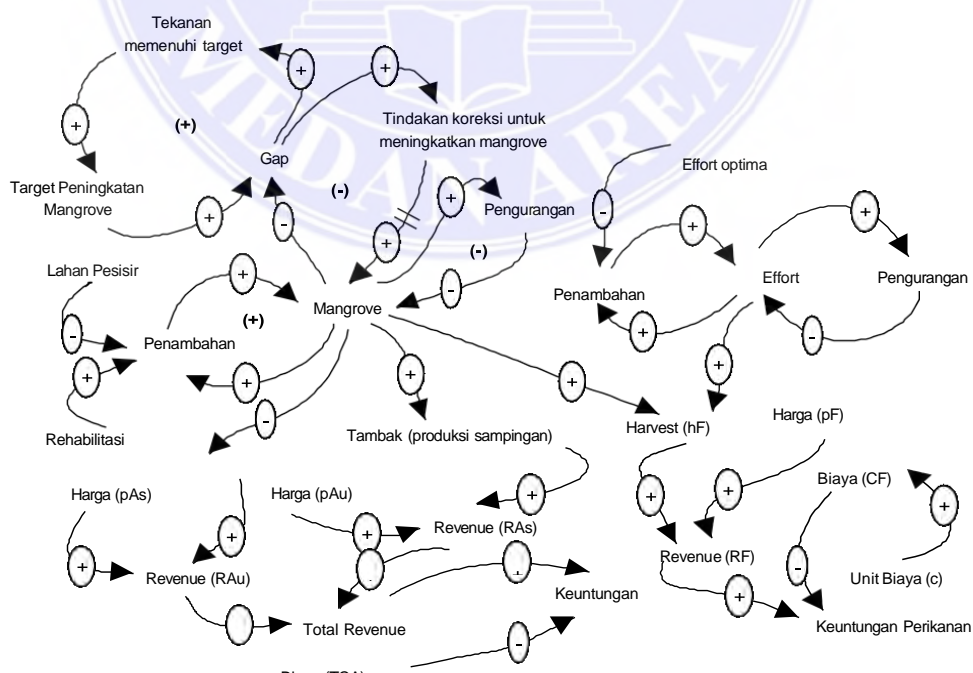 Tekanan
memenuhi target
+
+
+
(+)
Tindakan koreksi untuk
meningkatkan mangrove
Gap
Effort optima
Target Peningkatan
Mangrove
(-)
+
-
+
+
Pengurangan
-
+
+
+
(-)
Lahan Pesisir
+
Mangrove
-
Penambahan
Effort
Pengurangan
-
Penambahan
(+)
+
-
+
+
+
+
+
-
Rehabilitasi
Tambak (produksi sampingan)
Harvest (hF)
Harga (pF)
Harga (pAs)
Harga (pAu)
+
+
+
Biaya (CF)
+
+
+
Revenue (RAs)
+
Revenue (RAu)
Revenue (RF)
-
Unit Biaya (c)
Keuntungan
+
Total Revenue
-
Keuntungan Perikanan
MEDAN AREA